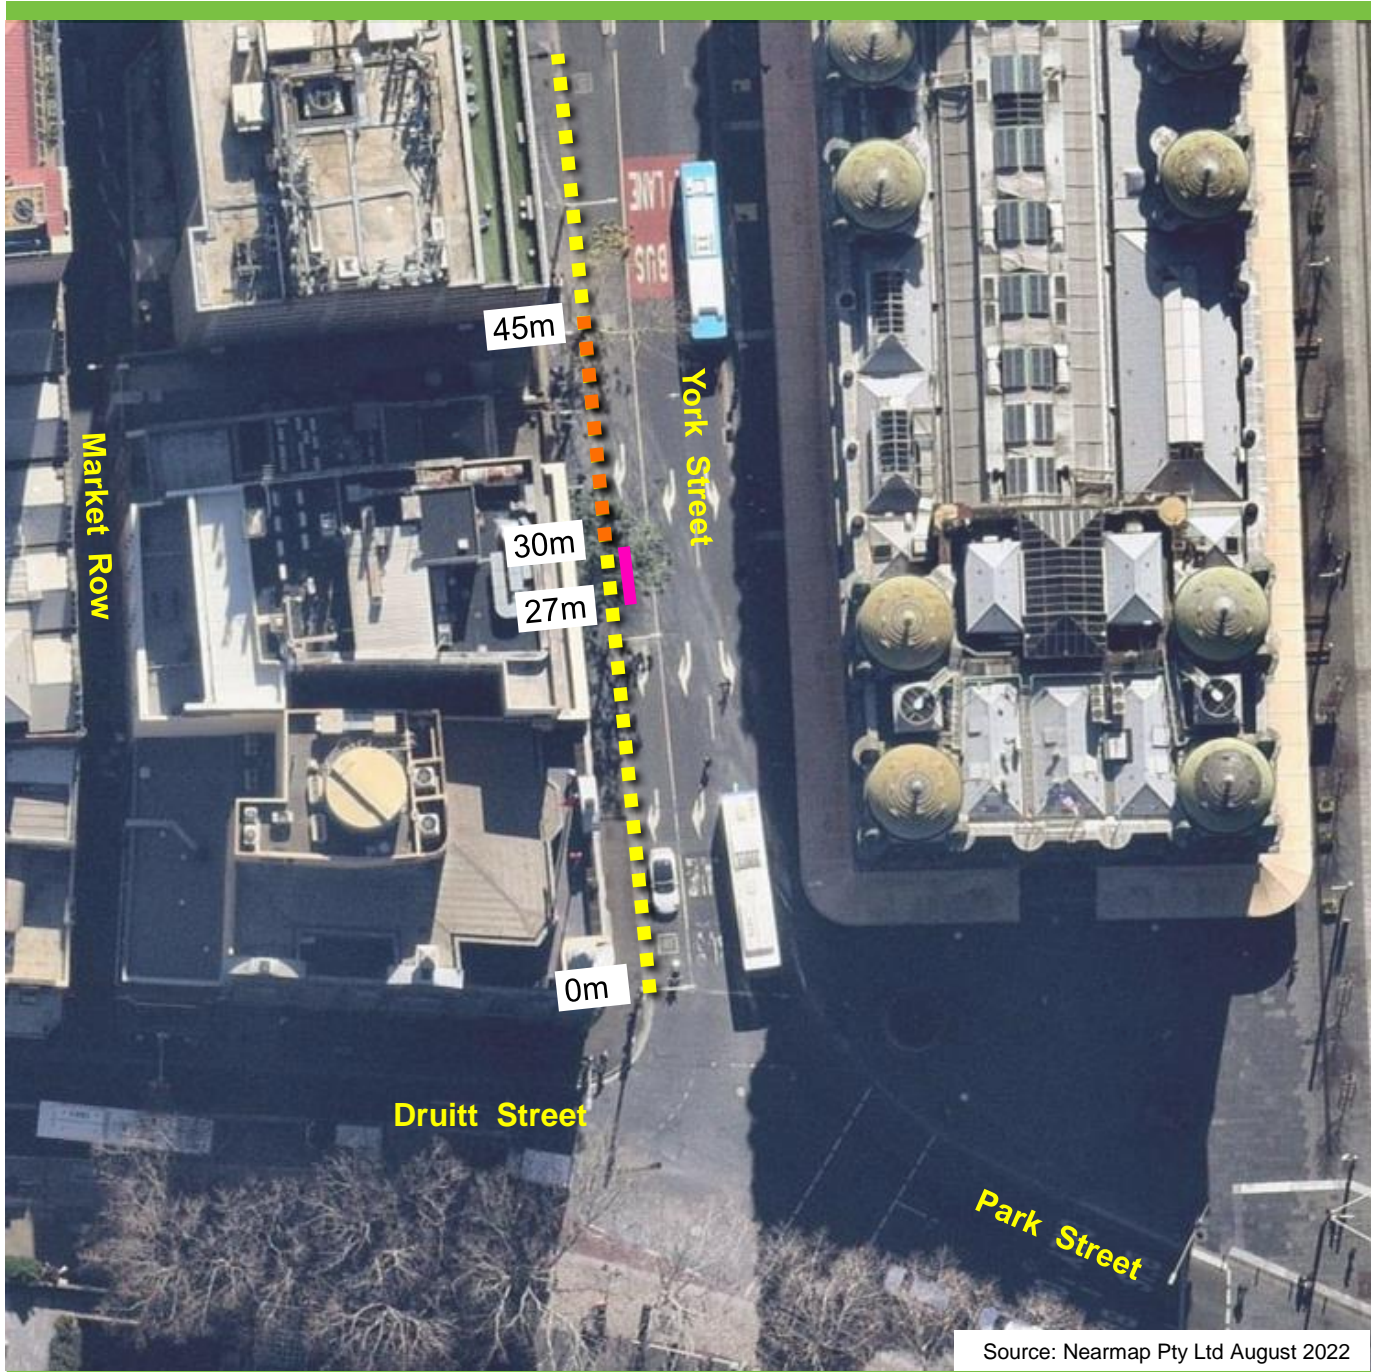 LANE
BUS
45m
York Street
Market Row
30m
27m
0m
Druitt Street
Park Street
Source: Nearmap Pty Ltd August 2022